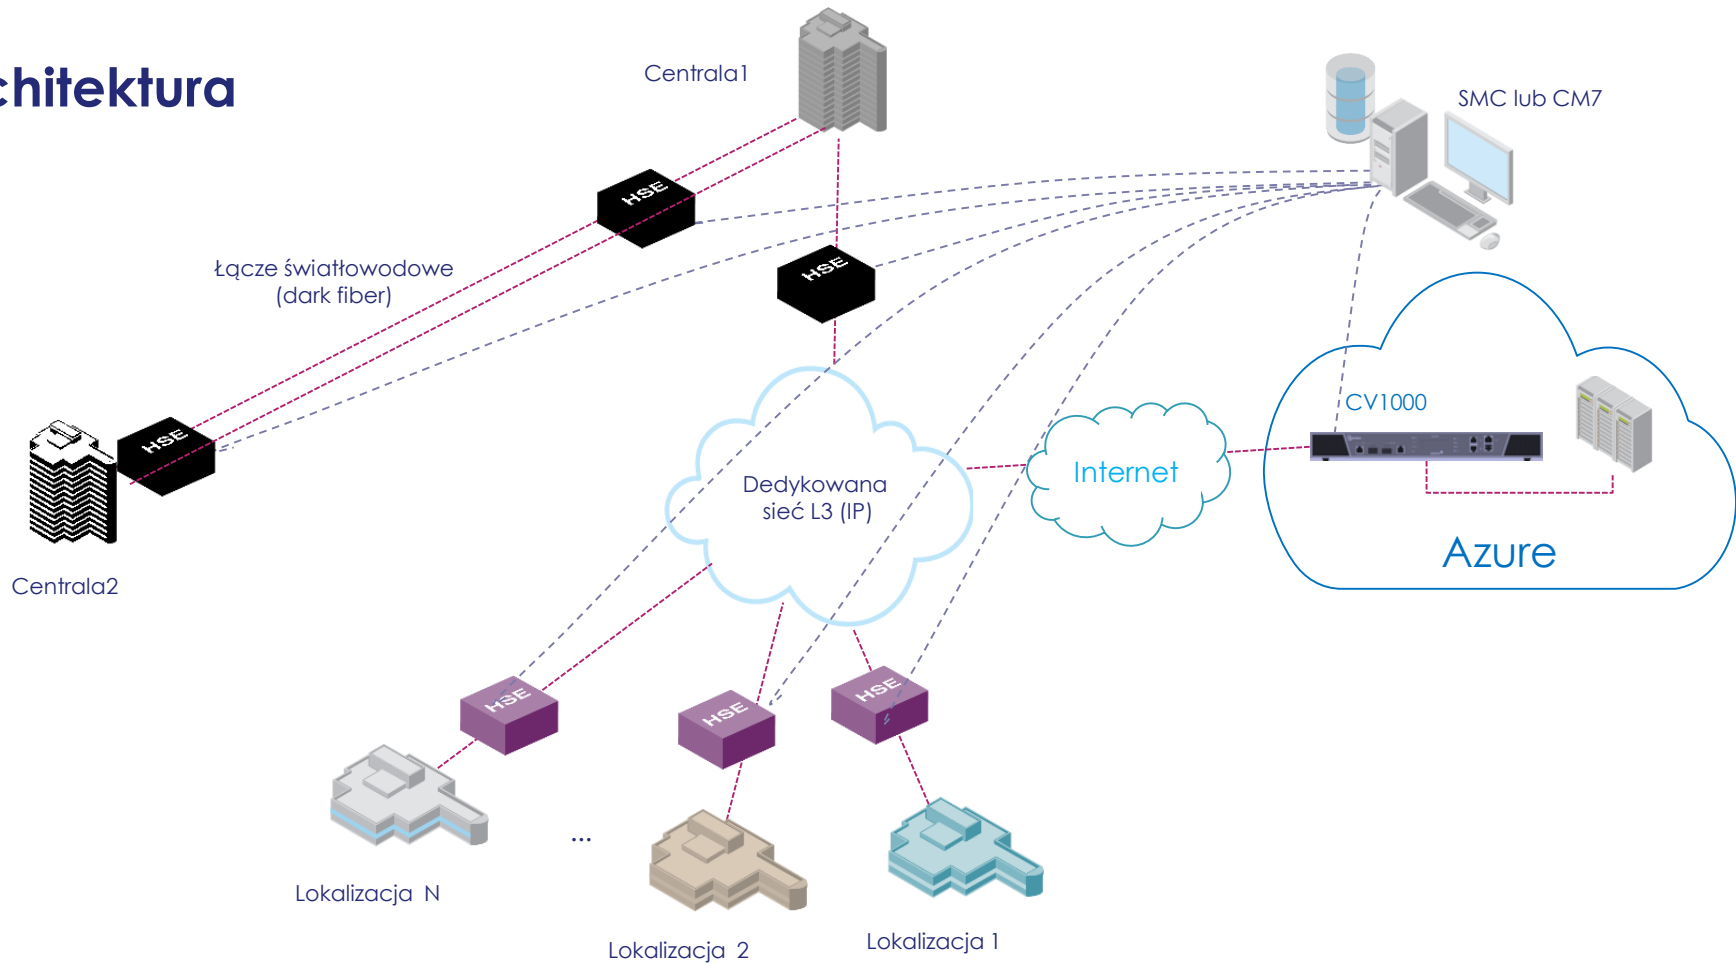 chitektura
Centrala1
SMC lub CM7
HSE
Łącze światłowodowe
(dark fiber)
HSE
CV1000
HSE
Internet
Dedykowana
sieć L3 (IP)
Azure
Centrala2
HSE
HSE
HSE
...
Lokalizacja N
Lokalizacja 2
Lokalizacja 1